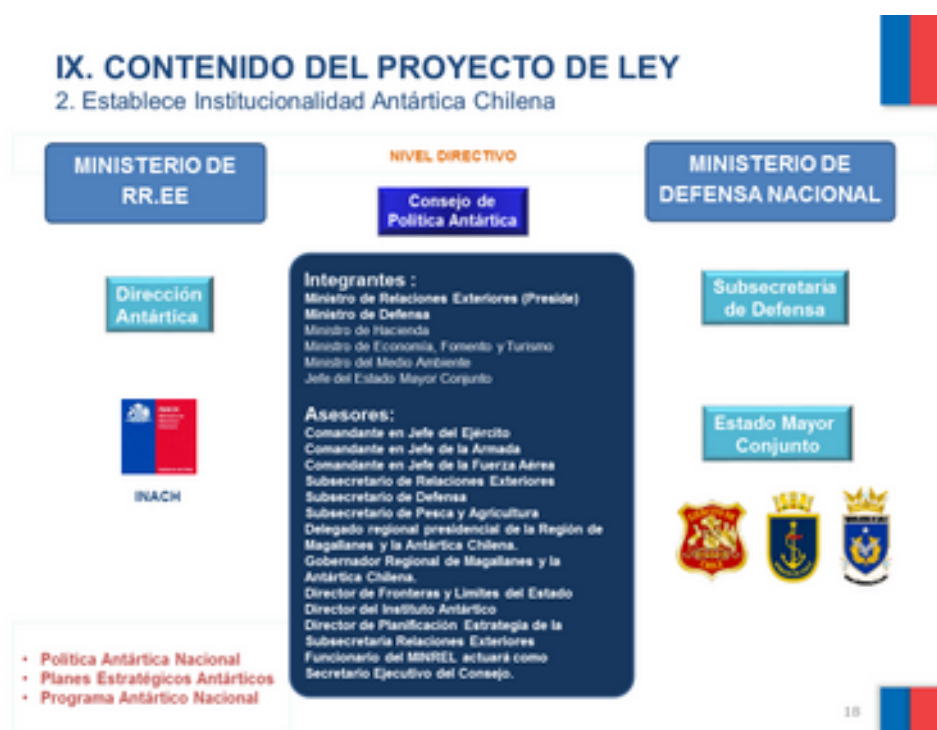 IX. CONTENIDO DEL PROYECTO DE LEY
2. Establece Institucionalidad Antártica Chilena
MINISTERIO DE
RR.EE
NIVEL DIRECTIVO
Consejo de
Política Antártica
MINISTERIO DE
DEFENSA NACIONAL
Dirección
Antártica
INACH
Integrantes :
Ministro de Relaciones Exteriores (Preside)
Ministro de Defensa
Ministro de Hacienda
Ministro de Economía, Fomento y Turismo
Ministro del Medio Ambiente
Jefe del Estado Mayor Conjunto
Asesores:
Comandante en Jefe del Ejército
Comandante en Jefe de la Armada
Comandante en Jefe de la Fuerza Aérea
Subsecretario de Relaciones Exteriores
Subsecretario de Defensa
Subsecretario de Pesca y Agricultura
Delegado regional presidencial de la Región de
Magallanes y la Antártica Chilena.
Gobernador Regional de Magallanes y la
Antártica Chilena.
Director de Fronteras y Limites del Estado
Director del Instituto Antártico
Director de Planificación Estrategia de la
Subsecretaria Relaciones Exteriores
Funcionario del MINREL actuará como
Secretario Ejecutivo del Consejo.
Subsecretaria
de Defensa
Estado Mayor
Conjunto
• Política Antártica Nacional
• Planes Estratégicos Antárticos
• Programa Antártico Nacional
18